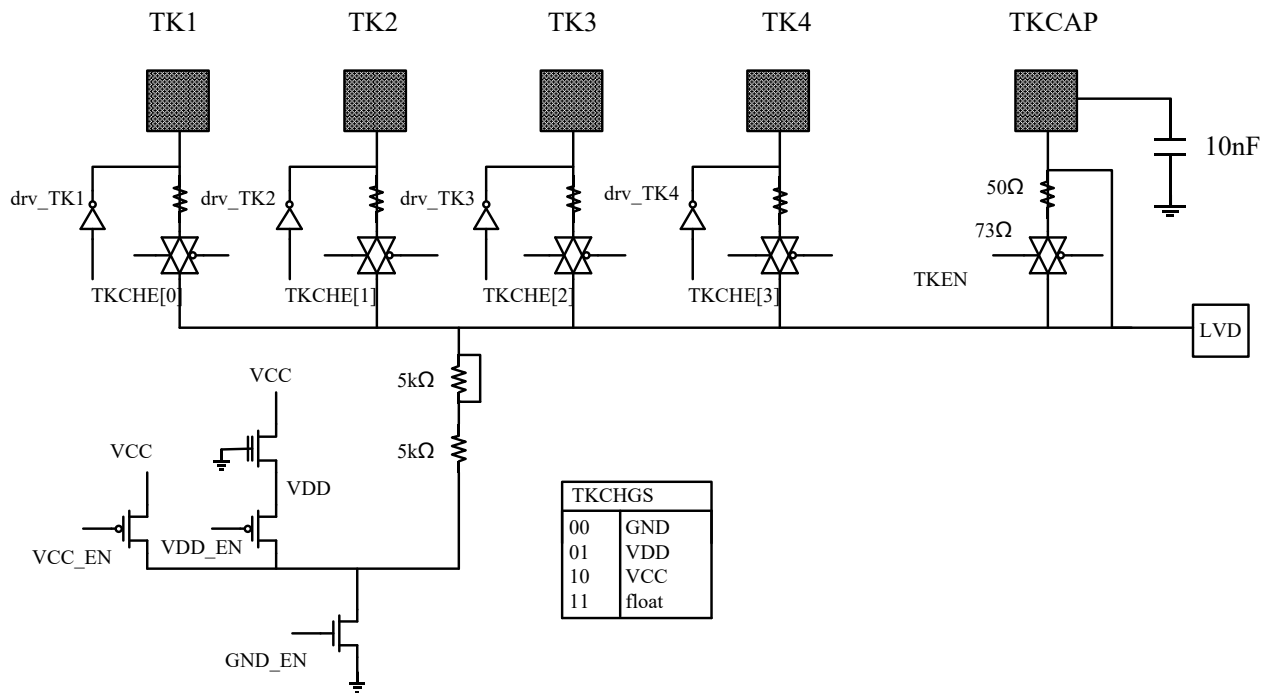 TK1 TK2 TK3 TK4 TKCAP
10nF
drv_TK1 drv_TK2 drv_TK3 drv_TK4 50Ω
73Ω
TKCHE[0] TKCHE[1] TKCHE[2] TKCHE[3] TKEN
LVD
5kΩ
VCC
5kΩ
VCC
VDD
VCC_EN VDD_EN
GND_EN
TKCHGS
00 GND
01 VDD
10 VCC
11 float